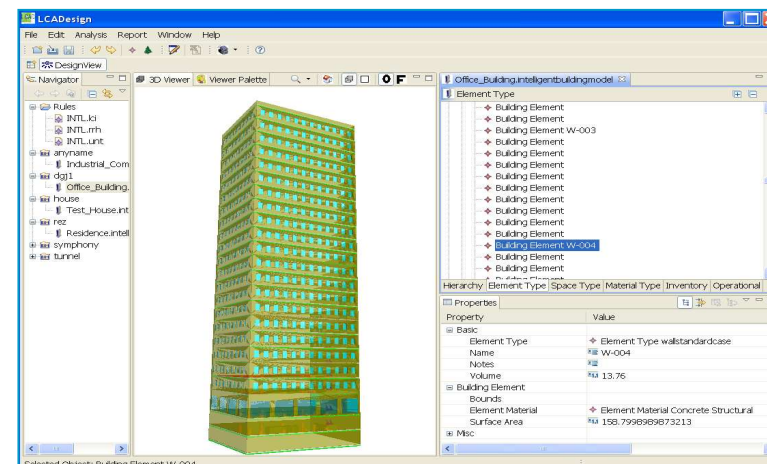 LCADesign
File Edit Analysis Report Window Help
DesignView
Navigator
Rules
INTL.lci
INTL.rrh
INTL.unt
anyname
Industrial_Com
dgj1
Office_Building.
house
Test_House.int
rez
Residence.intell
symphony
tunnel
3D Viewer Viewer Palette
O F
Office_Building.intelligentbuildingmodel
Element Type
Building Element
Building Element
Building Element W-003
Building Element
Building Element
Building Element
Building Element
Building Element
Building Element
Building Element
Building Element
Building Element
Building Element W-004
Building Element
Building Element
Hierarchy Element Type Space Type Material Type Inventory Operational
Properties
Property Value
Basic
Element Type Element Type wallstandardcase
Name W-004
Notes
Volume 13.76
Building Element
Bounds
Element Material Element Material Concrete Structural
Surface Area 158.7998989873213
Misc
Selected Object: Building Element W-004